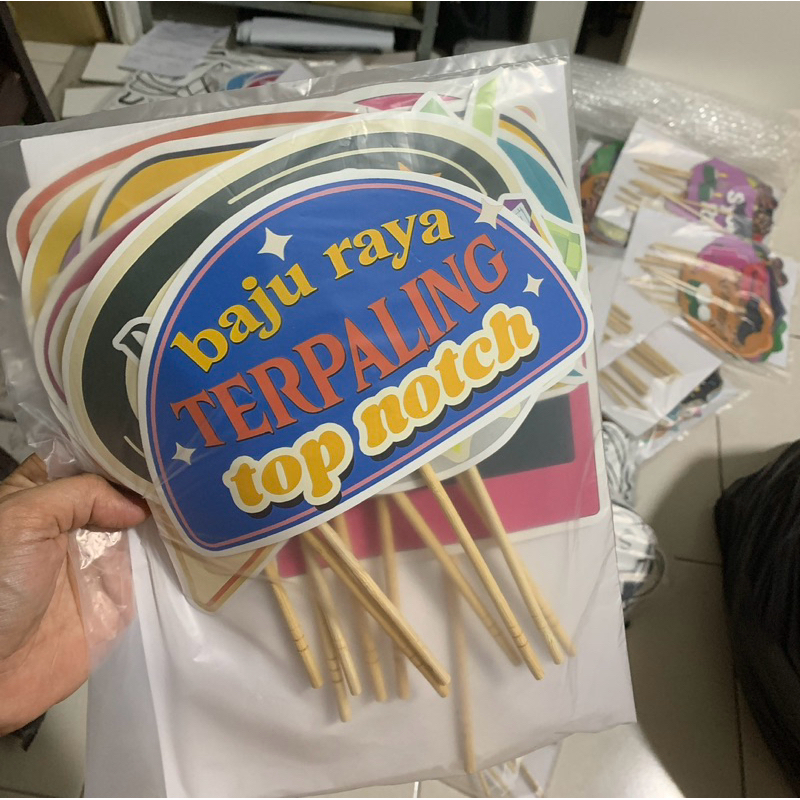 baju raya
TERPALING
top notch